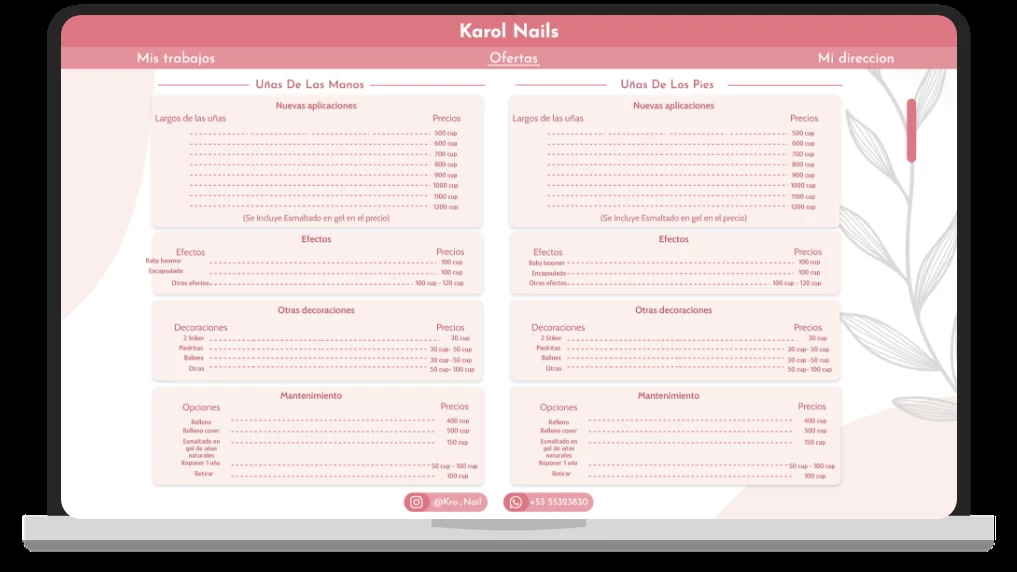 Karol Nails
Mis trabajos
Ofertas
Mi direccion
Uñas De Las Manos
Nuevas aplicaciones
Largos de las uñas Precios
500 cup
600 cup
700 cup
800 cup
900 cup
1000 cup
1100 cup
1200 cup
(Se Incluye Esmaltado en gel en el precio)
Efectos
Efectos Precios
Baby boomer 100 cup
Encapsulado 100 cup
Otros efectos 100 cup - 120 cup
Otras decoraciones
Decoraciones Precios
2 Stiker 30 cup
Piedritas 30 cup- 50 cup
Balines 30 cup -50 cup
Otras 50 cup- 100 cup
Mantenimiento
Opciones Precios
Relleno 400 cup
Relleno cover 500 cup
Esmaltado en 150 cup
gel de uñas
naturales
Reponer 1 uña 50 cup - 100 cup
Retirar 100 cup
Uñas De Los Pies
Nuevas aplicaciones
Largos de las uñas Precios
500 cup
600 cup
700 cup
800 cup
900 cup
1000 cup
1100 cup
1200 cup
(Se Incluye Esmaltado en gel en el precio)
Efectos
Efectos Precios
Baby boomer 100 cup
Encapsulado 100 cup
Otros efectos 100 cup - 120 cup
Otras decoraciones
Decoraciones Precios
2 Stiker 30 cup
Piedritas 30 cup- 50 cup
Balines 30 cup -50 cup
Otras 50 cup- 100 cup
Mantenimiento
Opciones Precios
Relleno 400 cup
Relleno cover 500 cup
Esmaltado en 150 cup
gel de uñas
naturales
Reponer 1 uña 50 cup - 100 cup
Retirar 100 cup
@Kro_Nail
+53 55323830